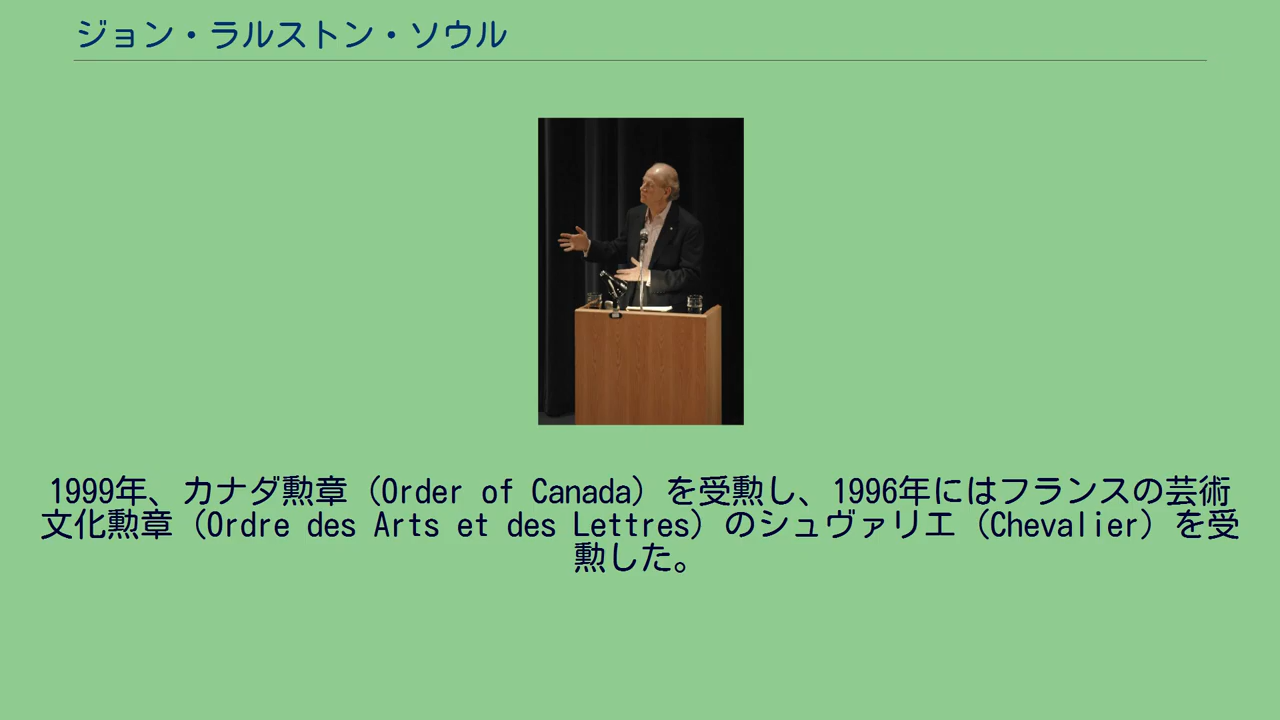 ジョン・ラルストン・ソウル
1999年、カナダ勲章（Order of Canada）を受勲し、1996年にはフランスの芸術
文化勲章（Ordre des Arts et des Lettres）のシュヴァリエ（Chevalier）を受
勲した。